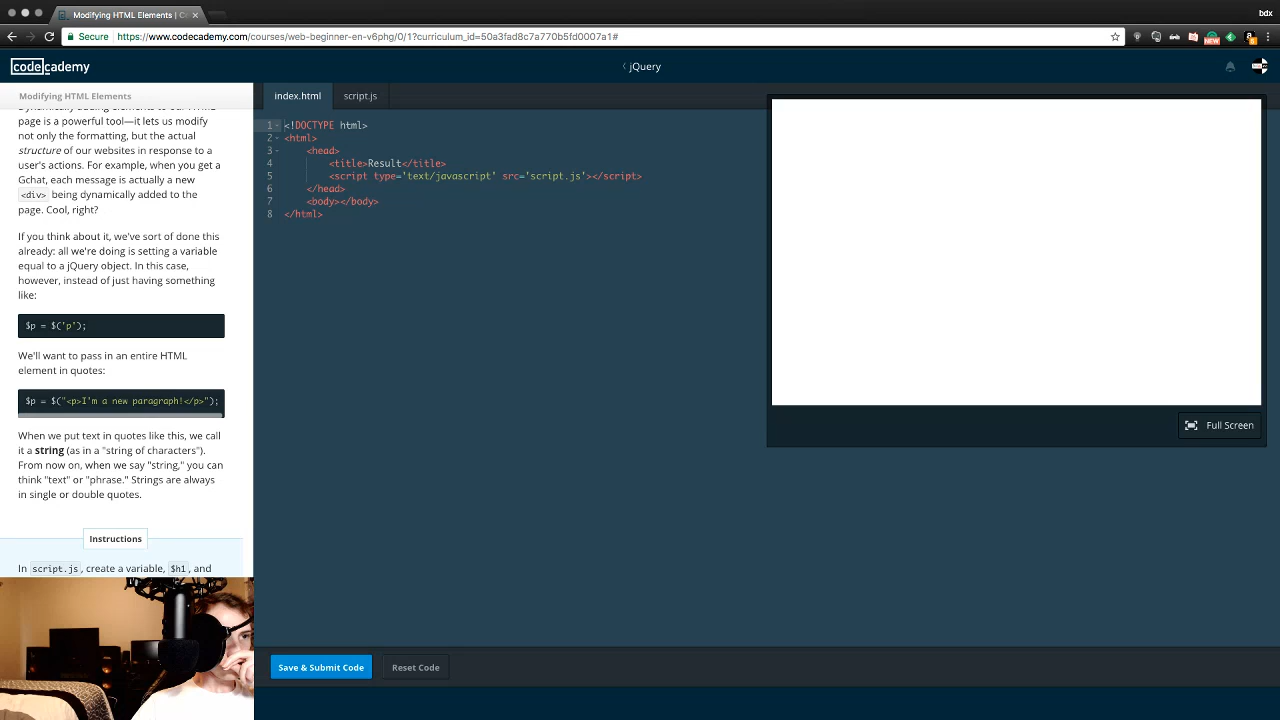 Modifying HTML Elements | C
bdx
Secure
https://www.codecademy.com/courses/web-beginner-en-v6phg/0/1?curriculum_id=50a3fad8c7a770b5fd0007a1#
NEW
codecademy
jQuery
Modifying HTML Elements
index.html
script.js
Dynamically adding elements to our HTML
page is a powerful tool—it lets us modify
not only the formatting, but the actual
structure of our websites in response to a
user's actions. For example, when you get a
Gchat, each message is actually a new
<div> being dynamically added to the
page. Cool, right?
If you think about it, we've sort of done this
already: all we're doing is setting a variable
equal to a jQuery object. In this case,
however, instead of just having something
like:
$p = $('p');
We'll want to pass in an entire HTML
element in quotes:
$p = $("<p>I'm a new paragraph!</p>");
When we put text in quotes like this, we call
it a string (as in a "string of characters").
From now on, when we say "string," you can
think "text" or "phrase." Strings are always
in single or double quotes.
Instructions
In script.js, create a variable, $h1, and
1 <!DOCTYPE html>
2 <html>
3 <head>
4 <title>Result</title>
5 <script type='text/javascript' src='script.js'></script>
6 </head>
7 <body></body>
8 </html>
Full Screen
Save & Submit Code
Reset Code